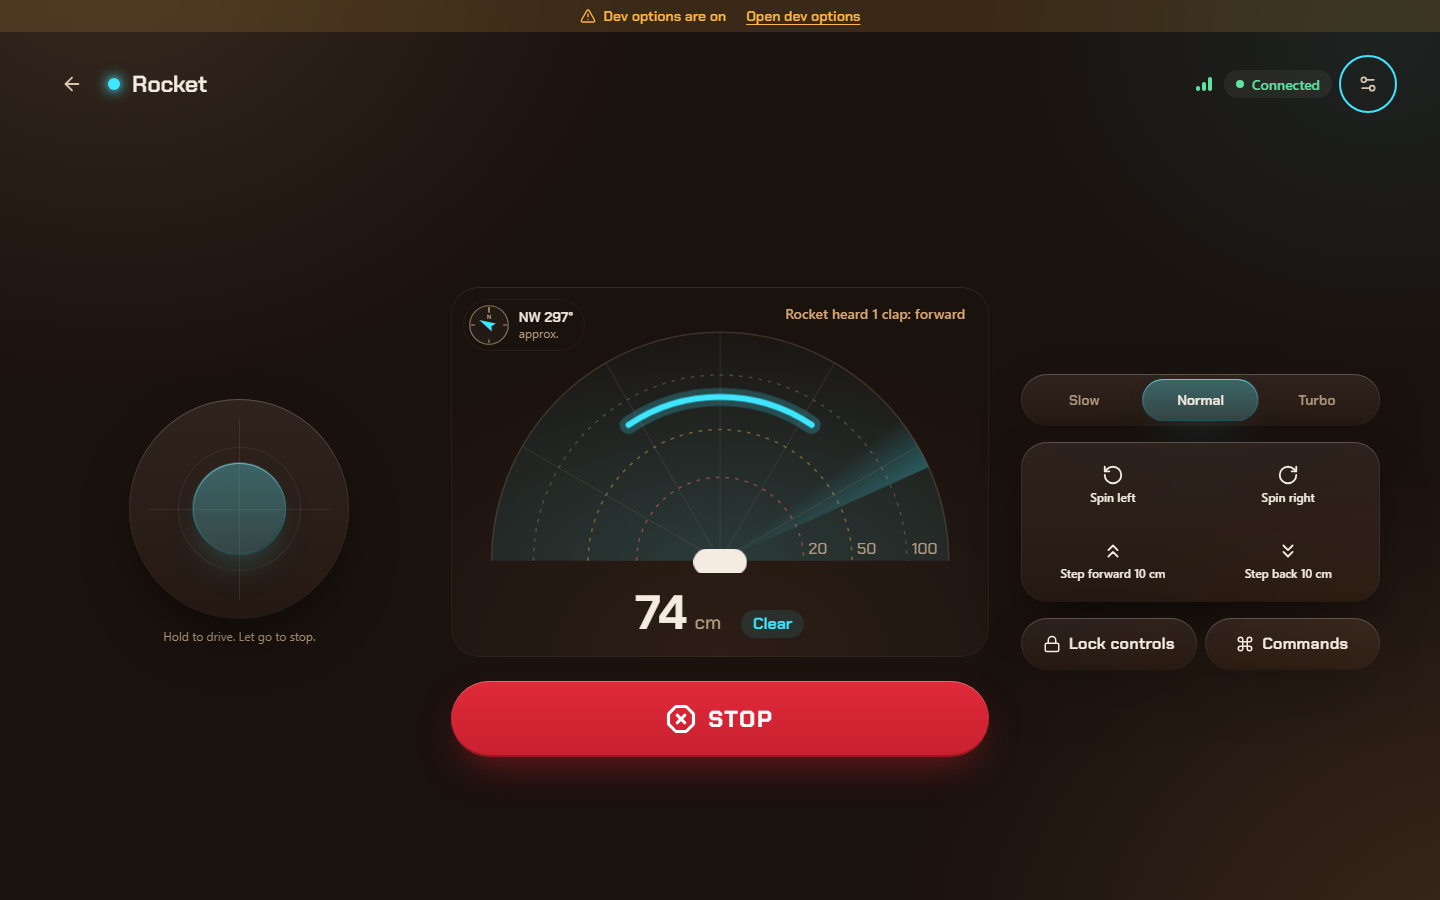 Dev options are on Open dev options
Rocket
Connected
N
NW 297°
approx.
Rocket heard 1 clap: forward
20 50 100
74 cm Clear
Hold to drive. Let go to stop.
STOP
Slow Normal Turbo
Spin left Spin right
Step forward 10 cm Step back 10 cm
Lock controls Commands